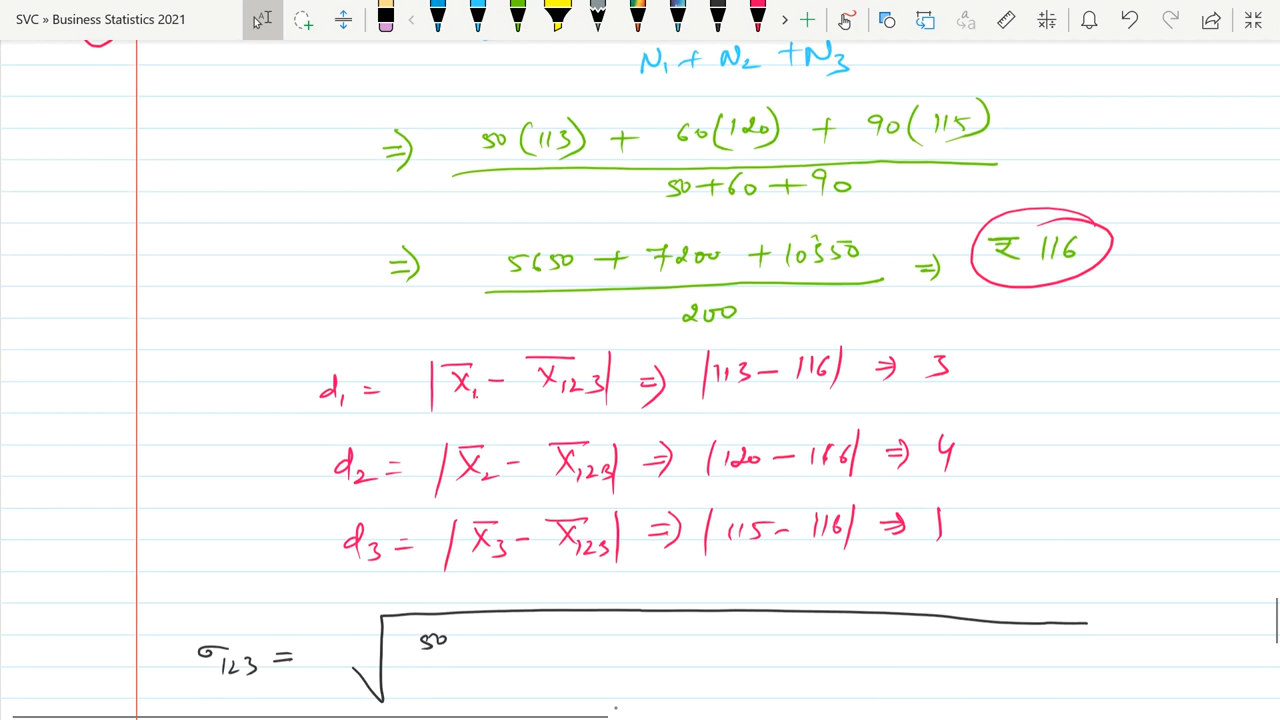 SVC » Business Statistics 2021
N₁ + N₂ + N₃
⇒ 50(113) + 60(120) + 90(115)
50+60+90
⇒ 5650 + 7200 + 10350 ⇒ ₹ 116
200
d₁ = |X̅₁ - X̅₁₂₃| ⇒ |113 - 116| ⇒ 3
d₂ = |X̅₂ - X̅₁₂₃| ⇒ |120 - 116| ⇒ 4
d₃ = |X̅₃ - X̅₁₂₃| ⇒ |115 - 116| ⇒ 1
σ₁₂₃ = √ 50